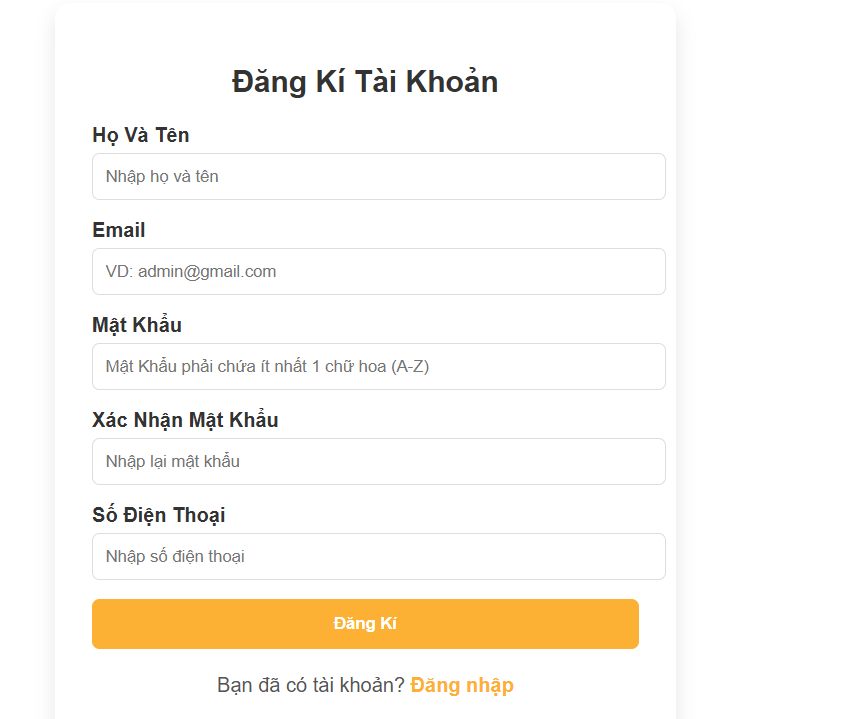 Đăng Kí Tài Khoản
Họ Và Tên
Nhập họ và tên
Email
VD: admin@gmail.com
Mật Khẩu
Mật Khẩu phải chứa ít nhất 1 chữ hoa (A-Z)
Xác Nhận Mật Khẩu
Nhập lại mật khẩu
Số Điện Thoại
Nhập số điện thoại
Đăng Kí
Bạn đã có tài khoản? Đăng nhập